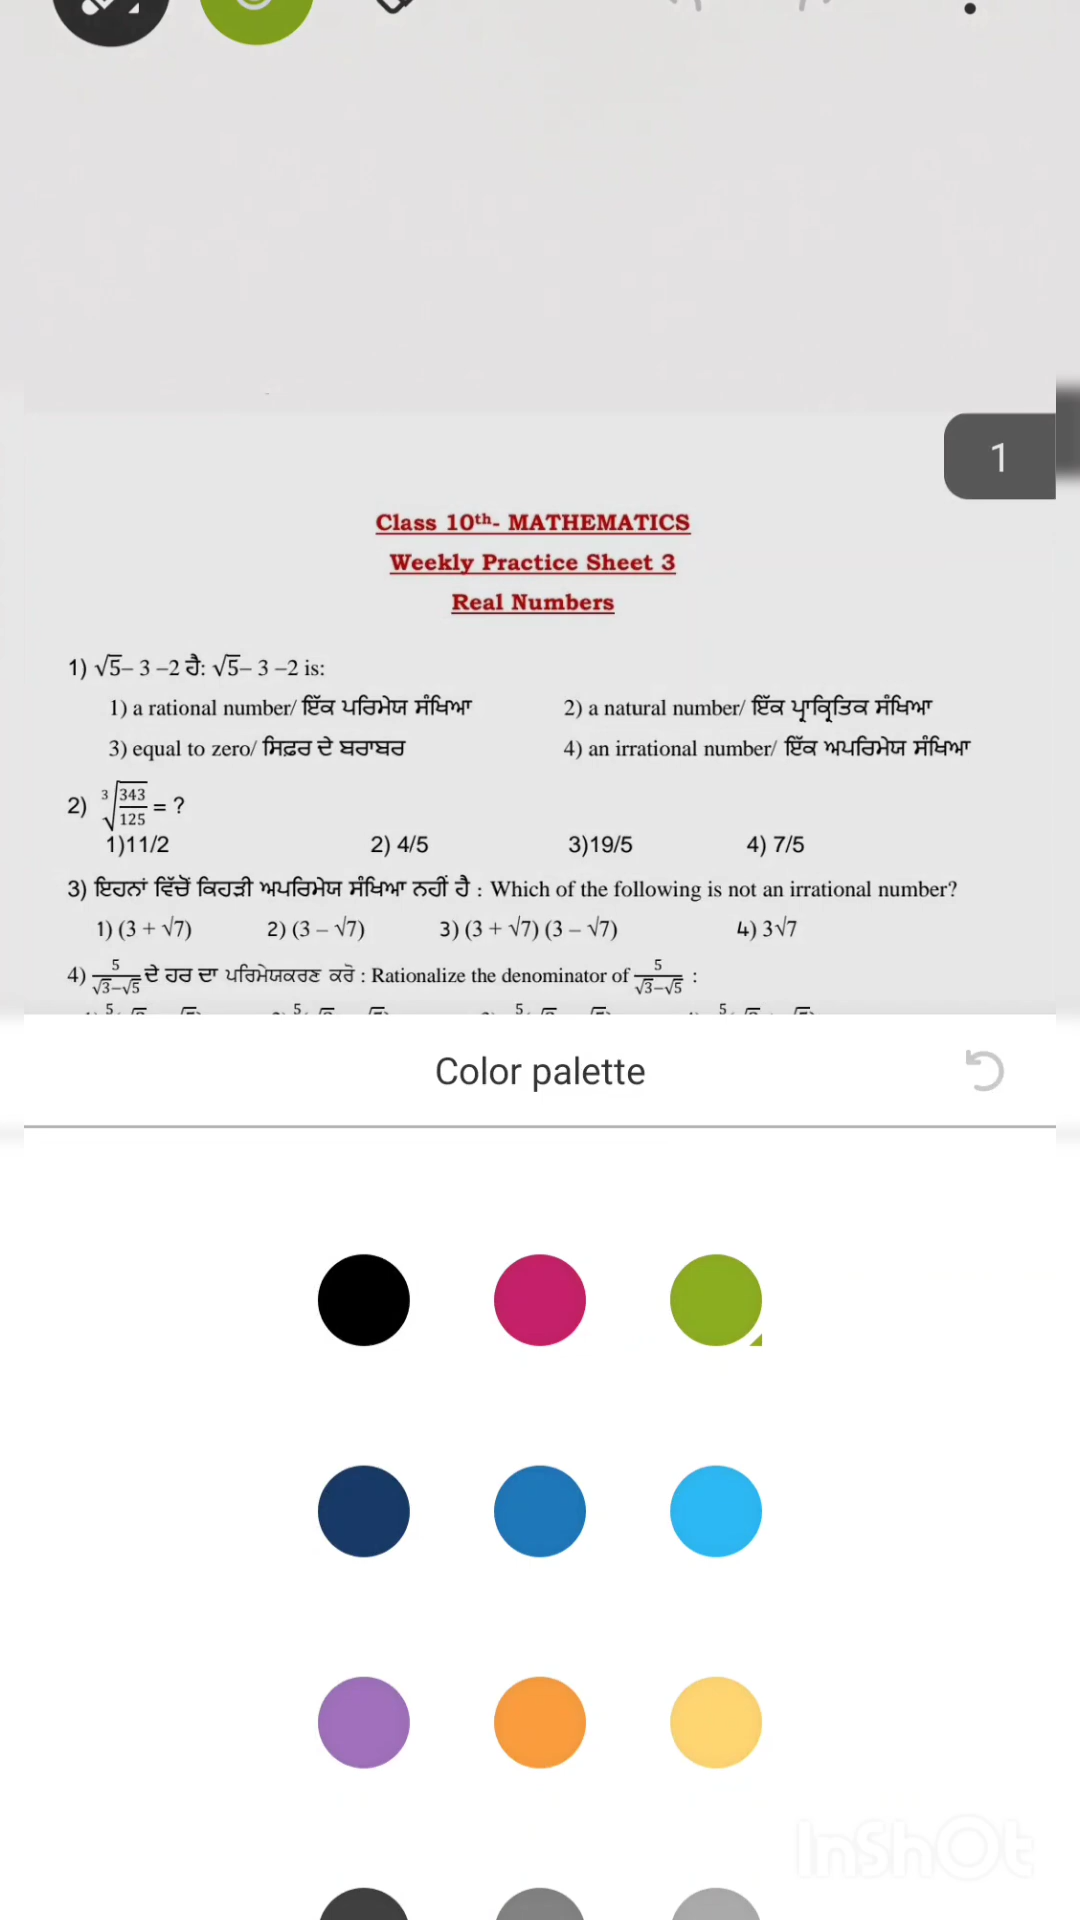 1
Class 10th- MATHEMATICS
Weekly Practice Sheet 3
Real Numbers
1) √5– 3 –2 ਹੈ: √5– 3 –2 is:
1) a rational number/ ਇੱਕ ਪਰਿਮੇਯ ਸੰਖਿਆ 2) a natural number/ ਇੱਕ ਪ੍ਰਾਕ੍ਰਿਤਿਕ ਸੰਖਿਆ
3) equal to zero/ ਸਿਫ਼ਰ ਦੇ ਬਰਾਬਰ 4) an irrational number/ ਇੱਕ ਅਪਰਿਮੇਯ ਸੰਖਿਆ
2) ∛(343/125) = ?
1)11/2 2) 4/5 3)19/5 4) 7/5
3) ਇਹਨਾਂ ਵਿੱਚੋਂ ਕਿਹੜੀ ਅਪਰਿਮੇਯ ਸੰਖਿਆ ਨਹੀਂ ਹੈ : Which of the following is not an irrational number?
1) (3 + √7) 2) (3 – √7) 3) (3 + √7) (3 – √7) 4) 3√7
4) 5/(√3–√5) ਦੇ ਹਰ ਦਾ ਪਰਿਮੇਯਕਰਣ ਕਰੋ : Rationalize the denominator of 5/(√3–√5) :
Color palette
InShOt